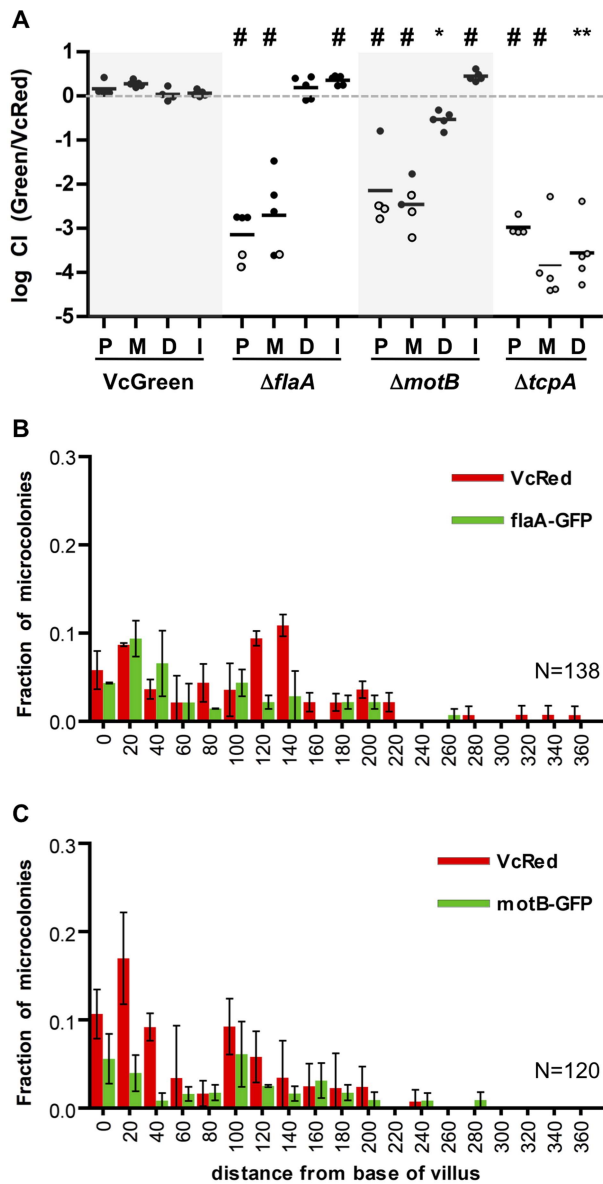 A
# # # # # * # # # **
log CI (Green/VcRed)
1
0
-1
-2
-3
-4
-5
P M D I P M D I P M D I P M D
VcGreen ΔflaA ΔmotB ΔtcpA
B
Fraction of microcolonies
0.3
0.2
0.1
0.0
VcRed
flaA-GFP
N=138
0 20 40 60 80 100 120 140 160 180 200 220 240 260 280 300 320 340 360
C
Fraction of microcolonies
0.3
0.2
0.1
0.0
VcRed
motB-GFP
N=120
0 20 40 60 80 100 120 140 160 180 200 220 240 260 280 300 320 340 360
distance from base of villus